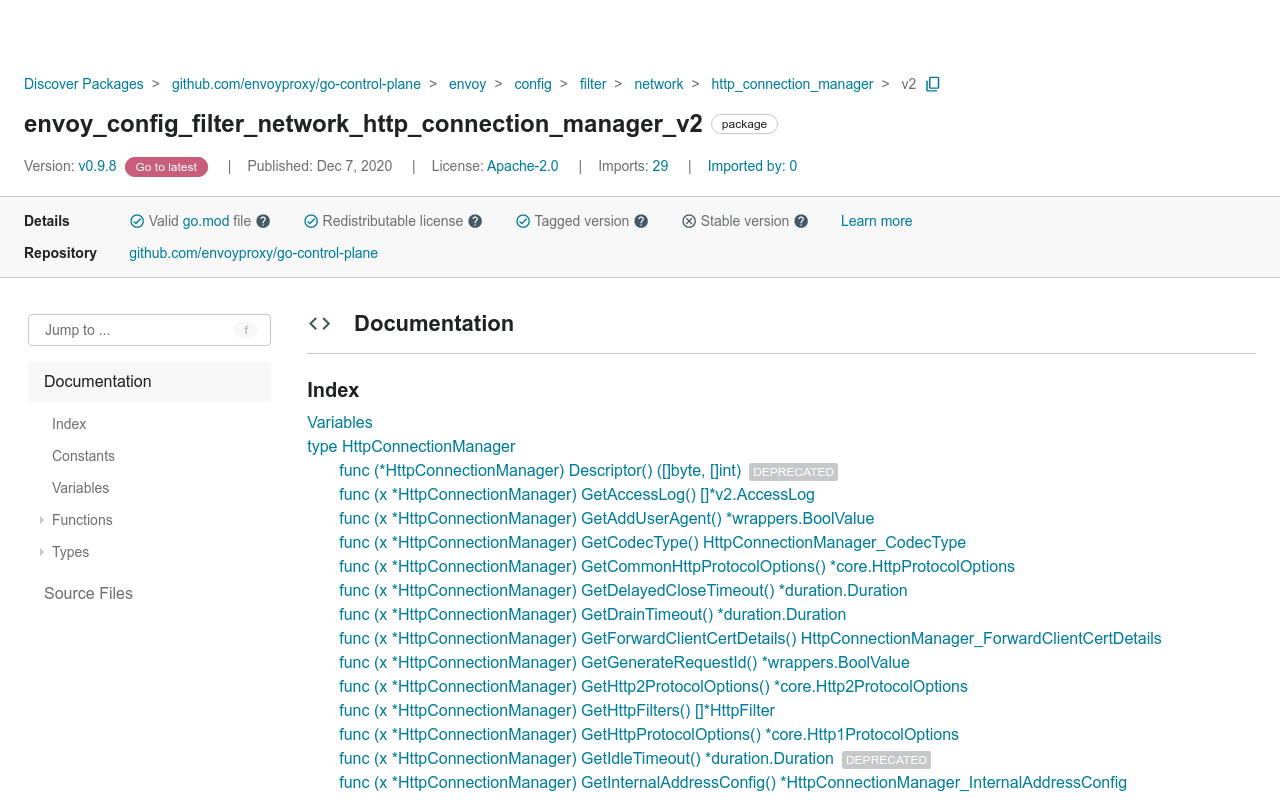 Discover Packages > github.com/envoyproxy/go-control-plane > envoy > config > filter > network > http_connection_manager > v2
envoy_config_filter_network_http_connection_manager_v2 package
Version: v0.9.8 Go to latest | Published: Dec 7, 2020 | License: Apache-2.0 | Imports: 29 | Imported by: 0
Details Valid go.mod file ? Redistributable license ? Tagged version ? Stable version ? Learn more
Repository github.com/envoyproxy/go-control-plane
Jump to ... f
Documentation
Index
Constants
Variables
Functions
Types
Source Files
Documentation
Index
Variables
type HttpConnectionManager
func (*HttpConnectionManager) Descriptor() ([]byte, []int) DEPRECATED
func (x *HttpConnectionManager) GetAccessLog() []*v2.AccessLog
func (x *HttpConnectionManager) GetAddUserAgent() *wrappers.BoolValue
func (x *HttpConnectionManager) GetCodecType() HttpConnectionManager_CodecType
func (x *HttpConnectionManager) GetCommonHttpProtocolOptions() *core.HttpProtocolOptions
func (x *HttpConnectionManager) GetDelayedCloseTimeout() *duration.Duration
func (x *HttpConnectionManager) GetDrainTimeout() *duration.Duration
func (x *HttpConnectionManager) GetForwardClientCertDetails() HttpConnectionManager_ForwardClientCertDetails
func (x *HttpConnectionManager) GetGenerateRequestId() *wrappers.BoolValue
func (x *HttpConnectionManager) GetHttp2ProtocolOptions() *core.Http2ProtocolOptions
func (x *HttpConnectionManager) GetHttpFilters() []*HttpFilter
func (x *HttpConnectionManager) GetHttpProtocolOptions() *core.Http1ProtocolOptions
func (x *HttpConnectionManager) GetIdleTimeout() *duration.Duration DEPRECATED
func (x *HttpConnectionManager) GetInternalAddressConfig() *HttpConnectionManager_InternalAddressConfig